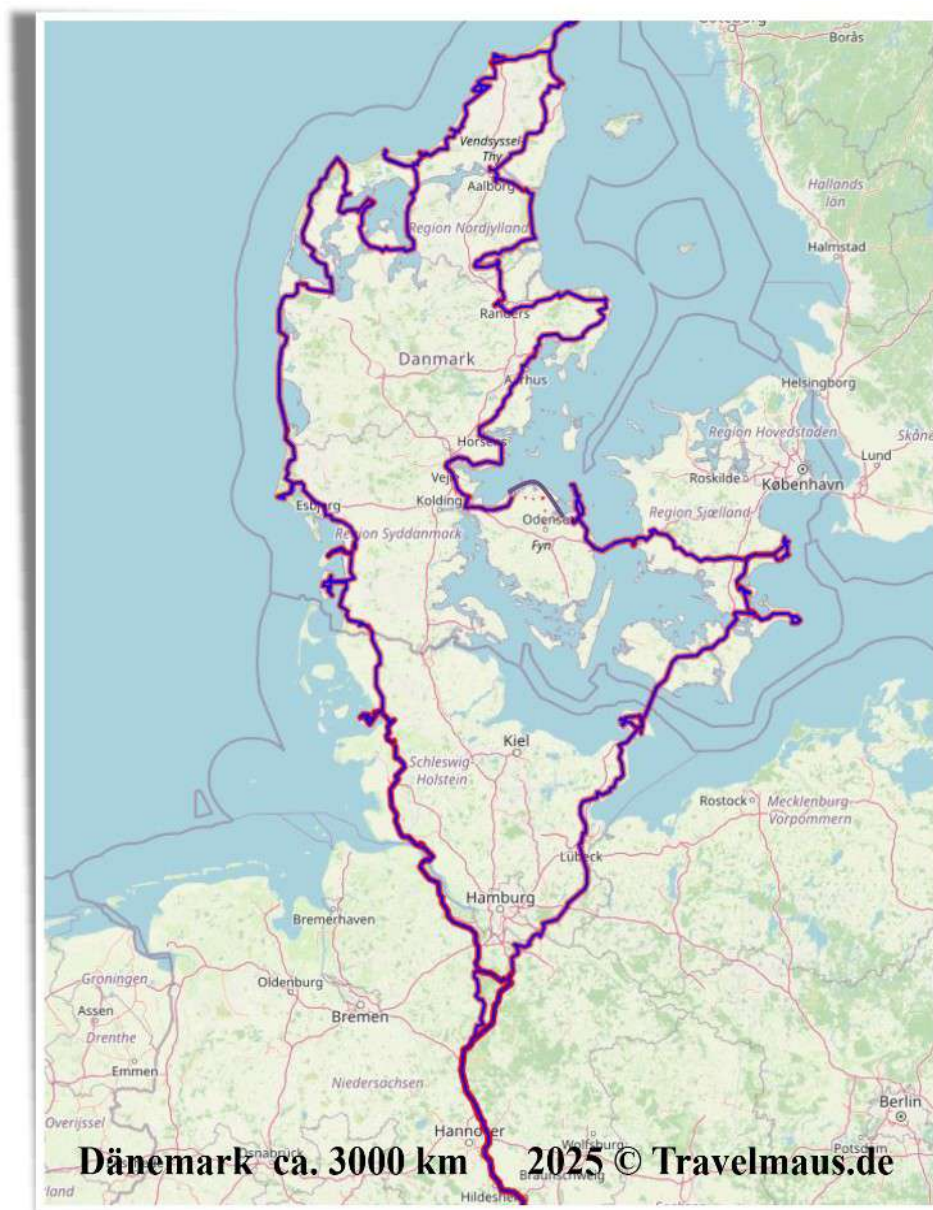 Göteborg
Borås
Vendsyssel-
Thy
Aalborg
Hallands
län
Region Nordjylland
Halmstad
Randers
Danmark
Aarhus
Helsingborg
Region Hovedstaden
Skåne
Horsens
Lund
Vejle
Roskilde
København
Kolding
Esbjerg
Odense
Region Sjælland
Region Syddanmark
Fyn
Kiel
Schleswig-
Holstein
Rostock
Mecklenburg-
Vorpommern
Lübeck
Hamburg
Bremerhaven
Groningen
Oldenburg
Assen
Bremen
Drenthe
Emmen
Niedersachsen
Berlin
Overijssel
Hannover
Wolfsburg
Potsdam
Osnabrück
Dänemark ca. 3000 km 2025 © Travelmaus.de
Braunschweig
Hildesheim